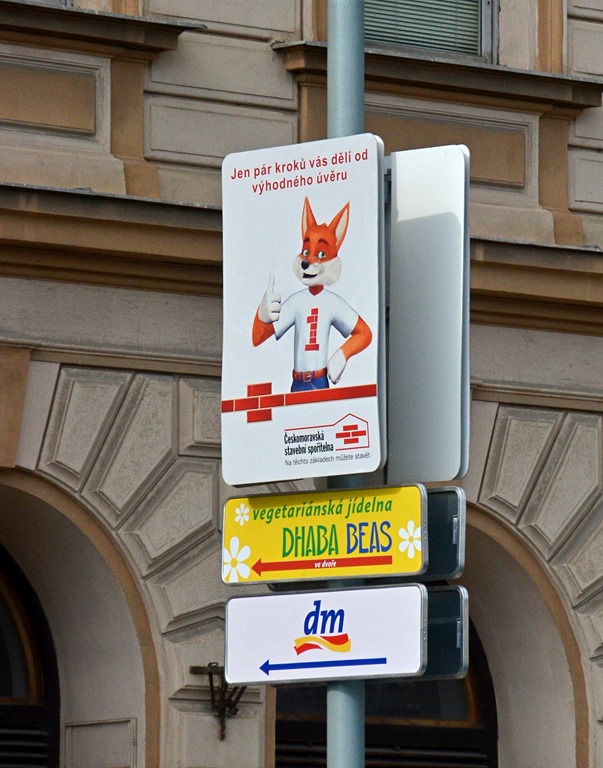 Jen pár kroků vás dělí od
výhodného úvěru
1
Českomoravská
stavební spořitelna
Na těchto základech můžete stavět
vegetariánská jídelna
DHABA BEAS
ve dvoře
dm